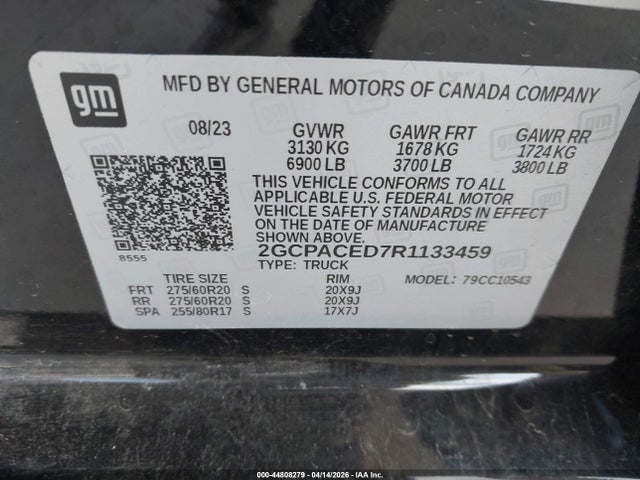 gm
MFD BY GENERAL MOTORS OF CANADA COMPANY
08/23 GVWR GAWR FRT GAWR RR
3130 KG 1678 KG 1724 KG
6900 LB 3700 LB 3800 LB
THIS VEHICLE CONFORMS TO ALL
APPLICABLE U.S. FEDERAL MOTOR
VEHICLE SAFETY STANDARDS IN EFFECT
ON THE DATE OF MANUFACTURE
8555 2GCPACED7R1133459
TYPE: TRUCK
TIRE SIZE RIM MODEL: 79CC10543
FRT 275/60R20 S 20X9J
RR 275/60R20 S 20X9J
SPA 255/80R17 S 17X7J
000-44808279 - 04/14/2026 - IAA Inc.